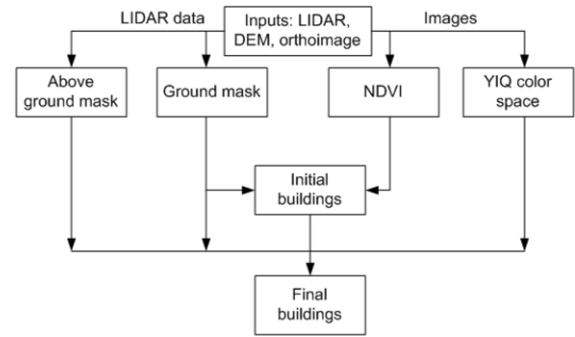 LIDAR data
Inputs: LIDAR,
DEM, orthoimage
Images
Above
ground mask
Ground mask
NDVI
YIQ color
space
Initial
buildings
Final
buildings